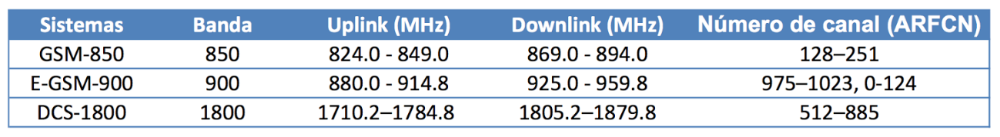 Sistemas Banda Uplink (MHz) Downlink (MHz) Número de canal (ARFCN)
GSM-850 850 824.0 - 849.0 869.0 - 894.0 128–251
E-GSM-900 900 880.0 - 914.8 925.0 - 959.8 975–1023, 0-124
DCS-1800 1800 1710.2–1784.8 1805.2–1879.8 512–885